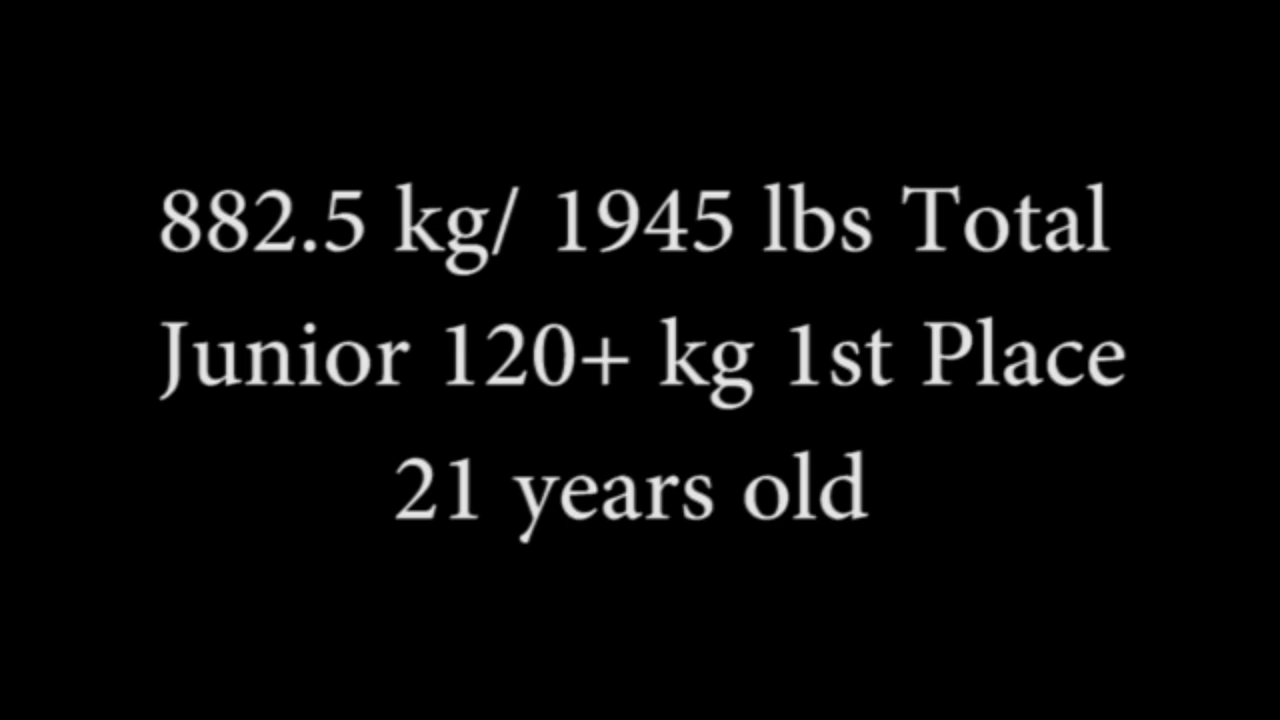 882.5 kg/ 1945 lbs Total
Junior 120+ kg 1st Place
21 years old